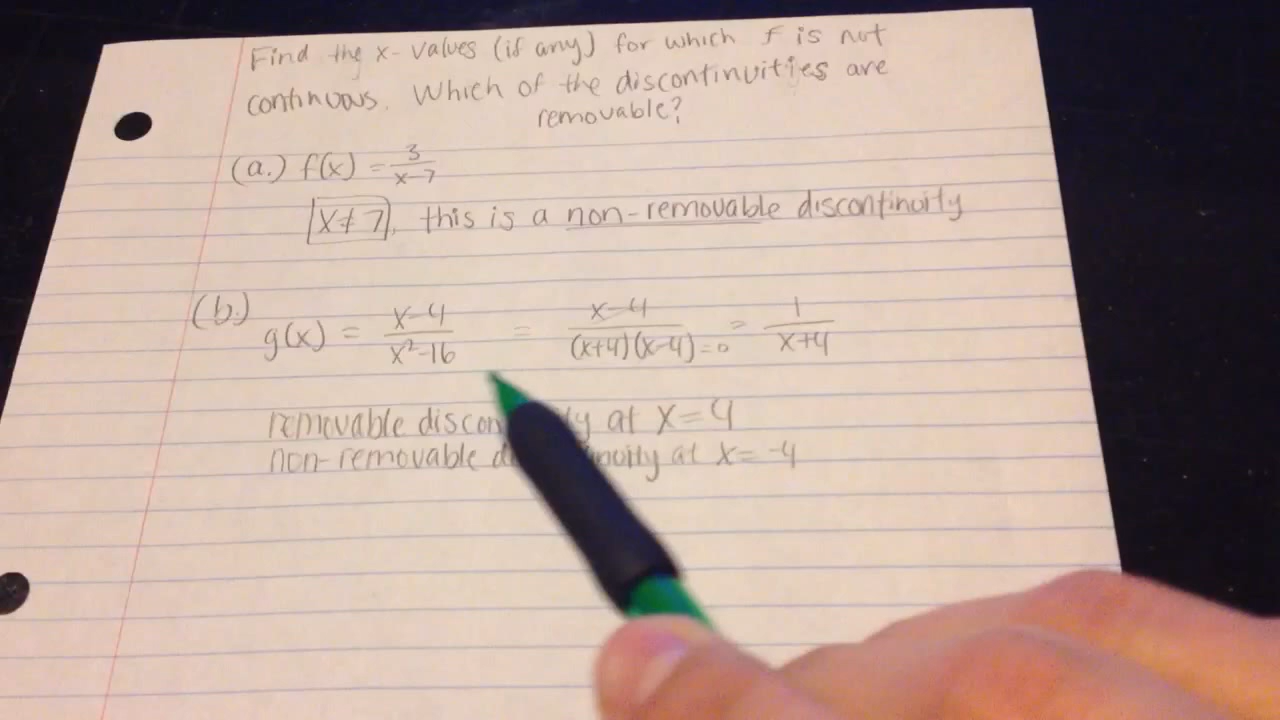 Find the x-values (if any) for which f is not
continuous. Which of the discontinuities are
removable?
(a.) f(x) = 3/(x-7)
x≠7, this is a non-removable discontinuity
(b.) g(x) = (x-4)/(x²-16) = (x-4)/((x+4)(x-4)=0) = 1/(x+4)
removable at x=4
non-removable at x=-4